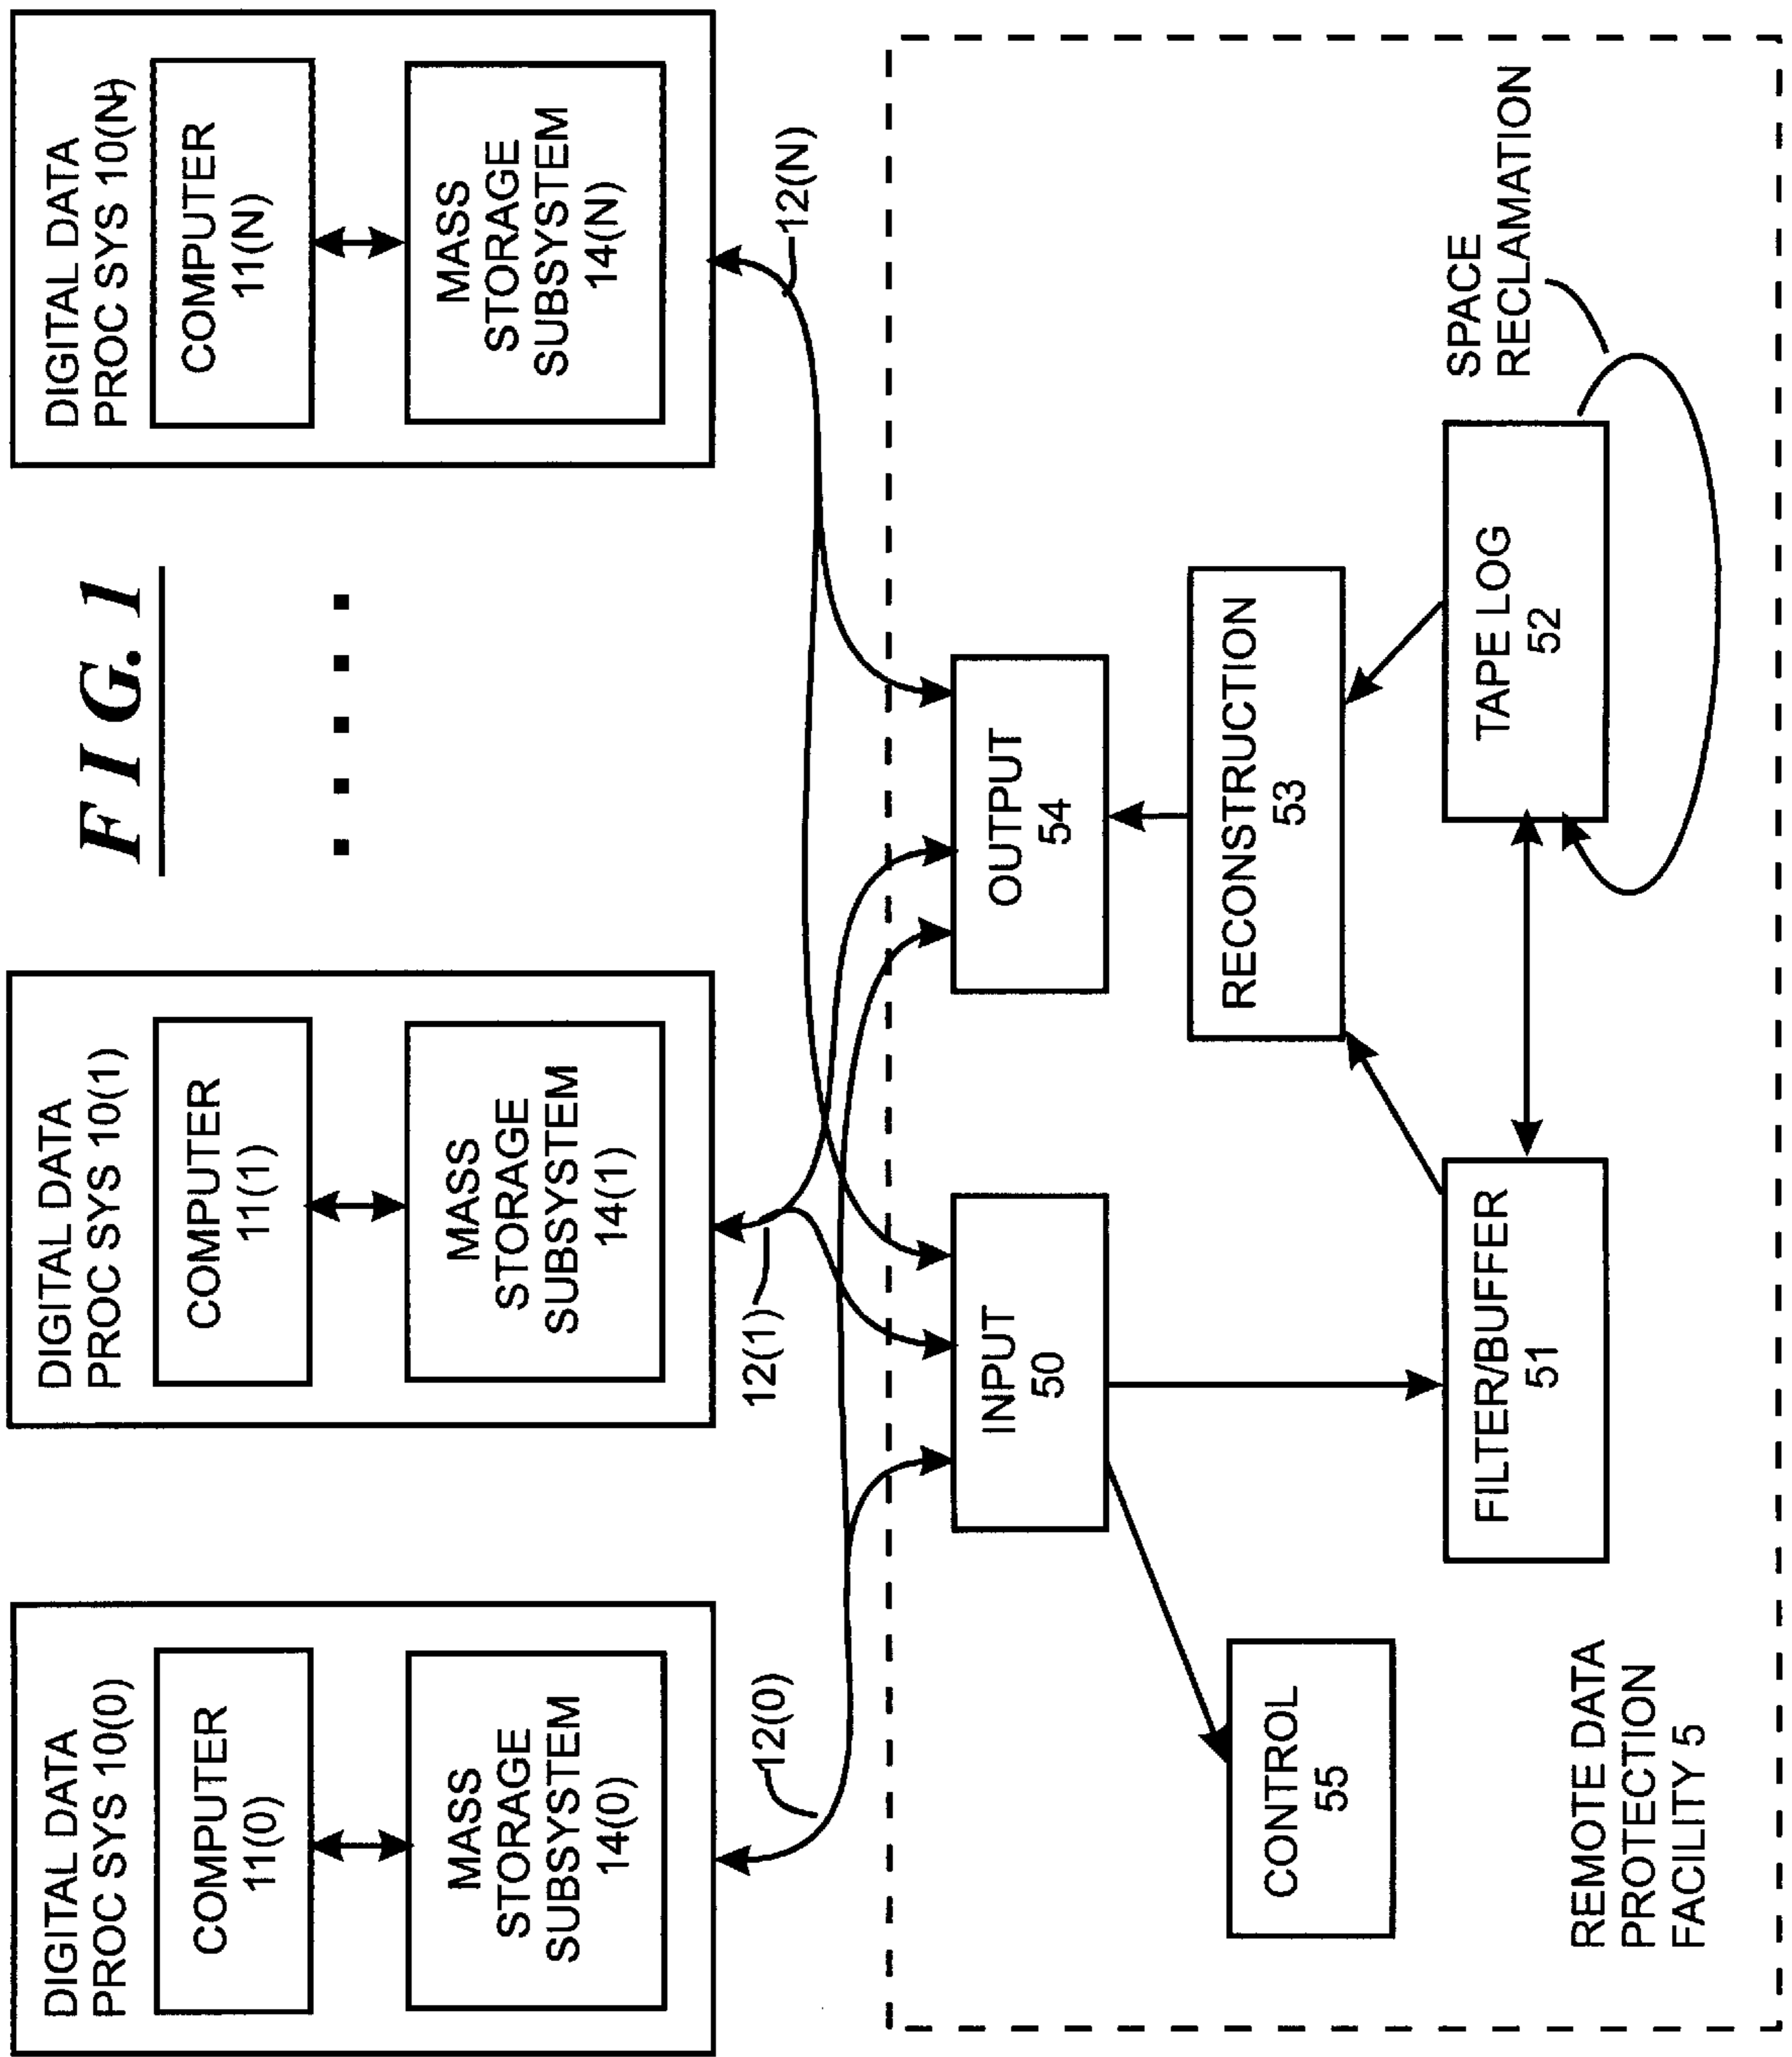 DIGITAL DATA
PROC SYS 10(0)
COMPUTER
11(0)
MASS
STORAGE
SUBSYSTEM
14(0)
DIGITAL DATA
PROC SYS 10(1)
COMPUTER
11(1)
MASS
STORAGE
SUBSYSTEM
14(1)
FIG. 1
DIGITAL DATA
PROC SYS 10(N)
COMPUTER
11(N)
MASS
STORAGE
SUBSYSTEM
14(N)
12(0)
12(1)
12(N)
INPUT
50
OUTPUT
54
CONTROL
55
RECONSTRUCTION
53
FILTER/BUFFER
51
TAPE LOG
52
SPACE
RECLAMATION
REMOTE DATA
PROTECTION
FACILITY 5